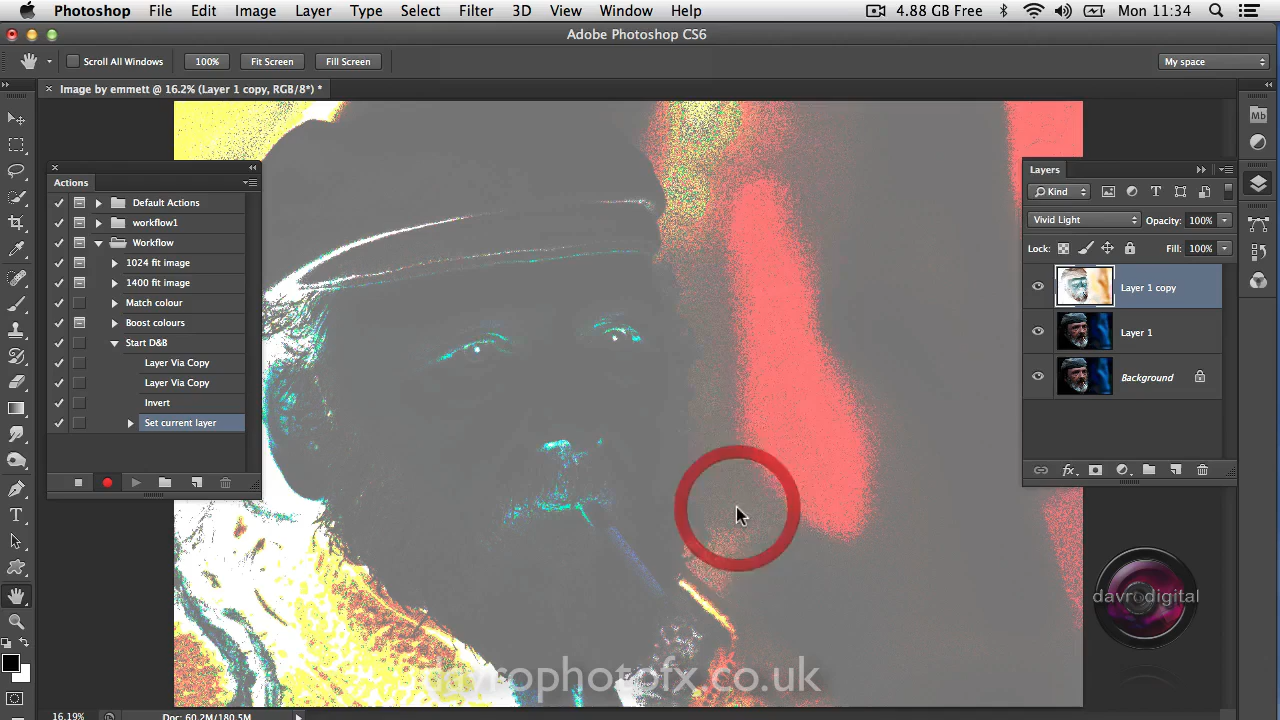 Photoshop File Edit Image Layer Type Select Filter 3D View Window Help 4.88 GB Free Mon 11:34
Adobe Photoshop CS6
Scroll All Windows 100% Fit Screen Fill Screen My space
Image by emmett @ 16.2% (Layer 1 copy, RGB/8*) *
Mb
Actions
Default Actions
workflow1
Workflow
1024 fit image
1400 fit image
Match colour
Boost colours
Start D&B
Layer Via Copy
Layer Via Copy
Invert
Set current layer
Layers
Kind
Vivid Light Opacity: 100%
Lock: Fill: 100%
Layer 1 copy
Layer 1
Background
fx
davrodigital
davrophotofx.co.uk
16.19% Doc: 60.2M/180.5M